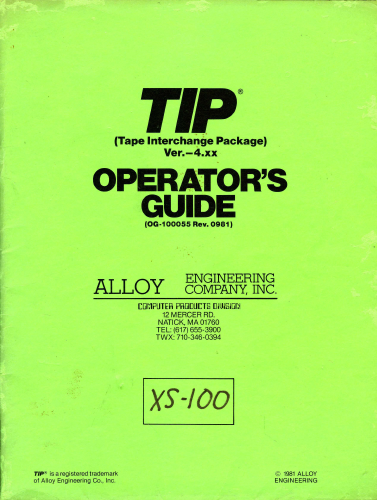 TIP®
(Tape Interchange Package)
Ver.–4.xx
OPERATOR'S
GUIDE
(OG-100055 Rev. 0981)
ALLOY ENGINEERING
COMPANY, INC.
COMPUTER PRODUCTS DIVISION
12 MERCER RD.
NATICK, MA 01760
TEL: (617) 655-3900
TWX: 710-346-0394
XS-100
TIP® is a registered trademark
of Alloy Engineering Co., Inc.
© 1981 ALLOY
ENGINEERING